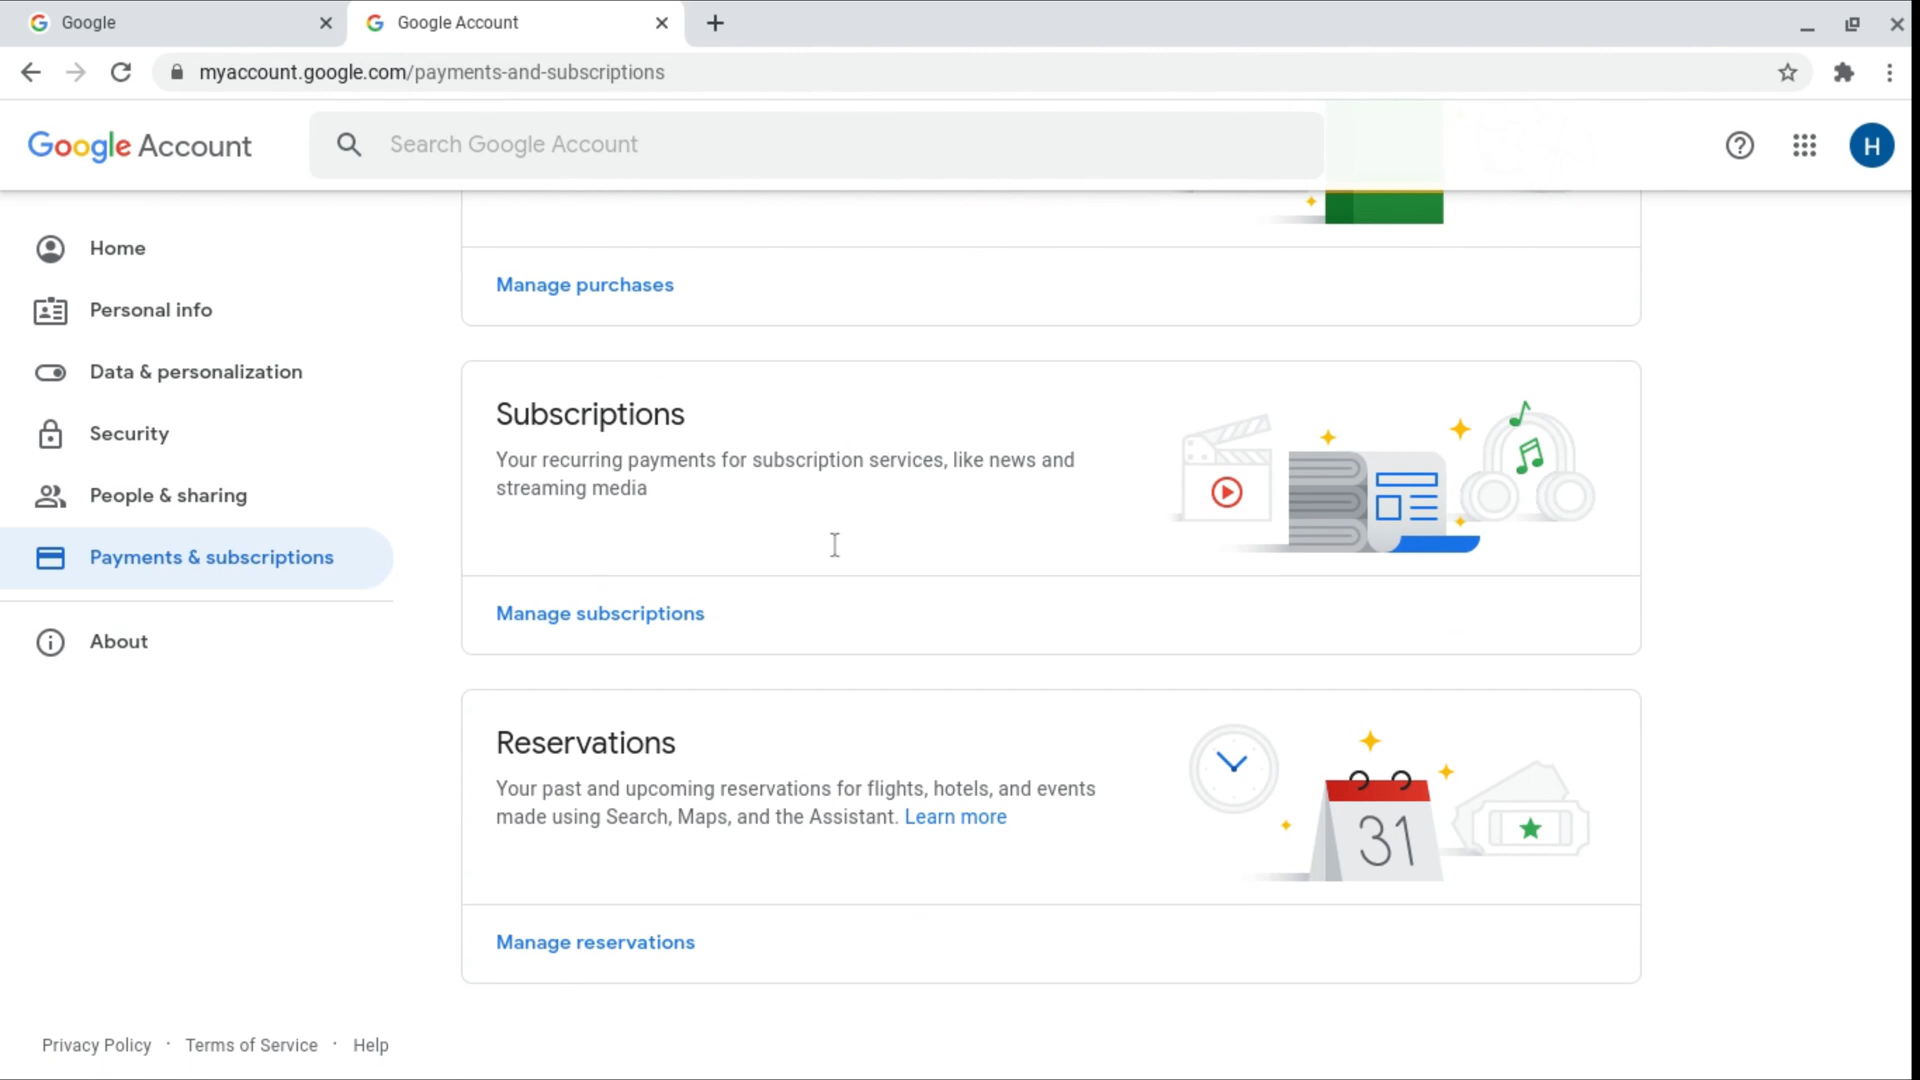 Google
Google Account
myaccount.google.com/payments-and-subscriptions
Google Account
Search Google Account
H
Home
Personal info
Data & personalization
Security
People & sharing
Payments & subscriptions
About
Manage purchases
Subscriptions
Your recurring payments for subscription services, like news and
streaming media
Manage subscriptions
Reservations
Your past and upcoming reservations for flights, hotels, and events
made using Search, Maps, and the Assistant. Learn more
31
Manage reservations
Privacy Policy · Terms of Service · Help